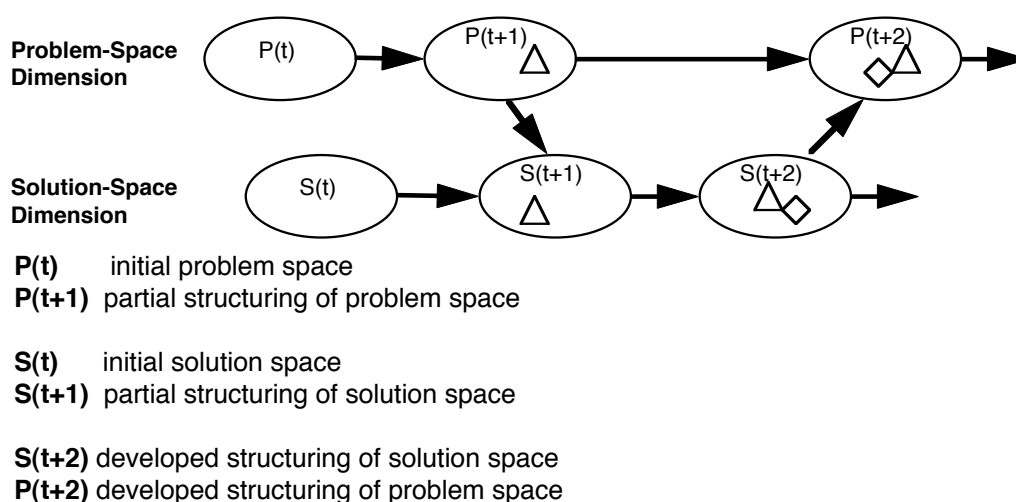 Problem-Space
Dimension
P(t)
P(t+1)
P(t+2)
Solution-Space
Dimension
S(t)
S(t+1)
S(t+2)
P(t) initial problem space
P(t+1) partial structuring of problem space
S(t) initial solution space
S(t+1) partial structuring of solution space
S(t+2) developed structuring of solution space
P(t+2) developed structuring of problem space